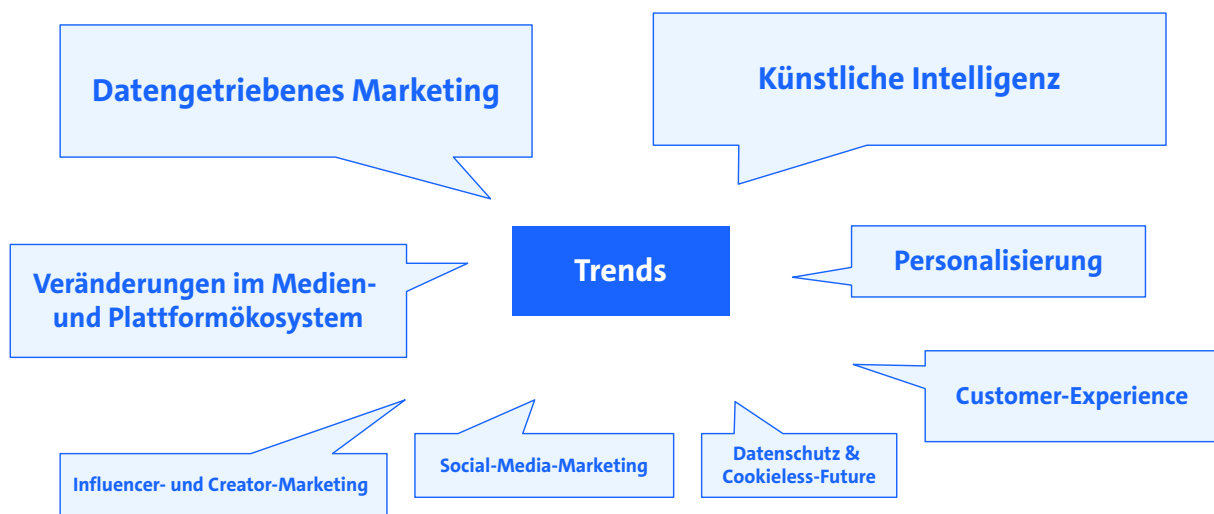 Datengetriebenes Marketing
Künstliche Intelligenz
Trends
Personalisierung
Veränderungen im Medien-
und Plattformökosystem
Customer-Experience
Influencer- und Creator-Marketing
Social-Media-Marketing
Datenschutz &
Cookieless-Future